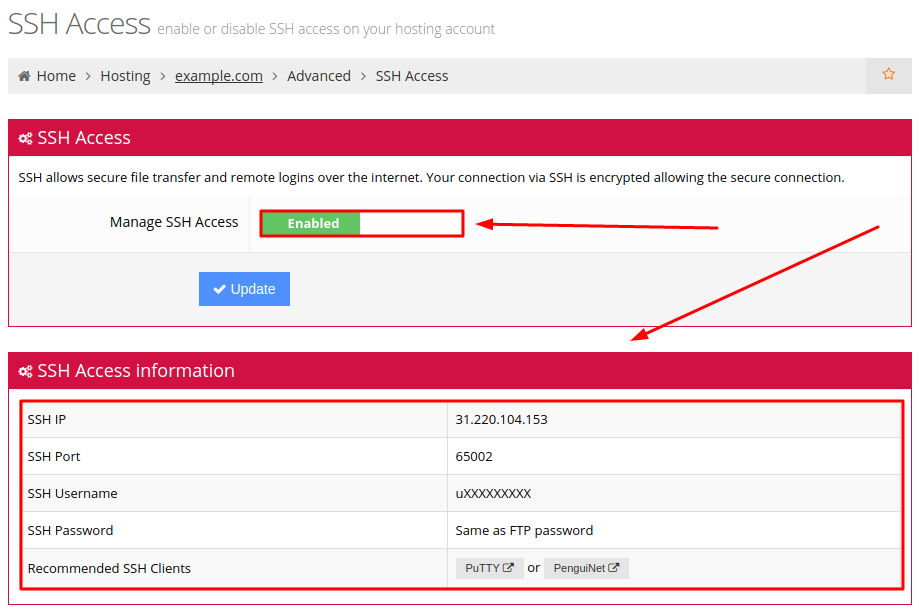 SSH Access enable or disable SSH access on your hosting account
Home > Hosting > example.com > Advanced > SSH Access
SSH Access
SSH allows secure file transfer and remote logins over the internet. Your connection via SSH is encrypted allowing the secure connection.
Manage SSH Access Enabled
Update
SSH Access information
SSH IP 31.220.104.153
SSH Port 65002
SSH Username uXXXXXXXXX
SSH Password Same as FTP password
Recommended SSH Clients PuTTY or PenguiNet